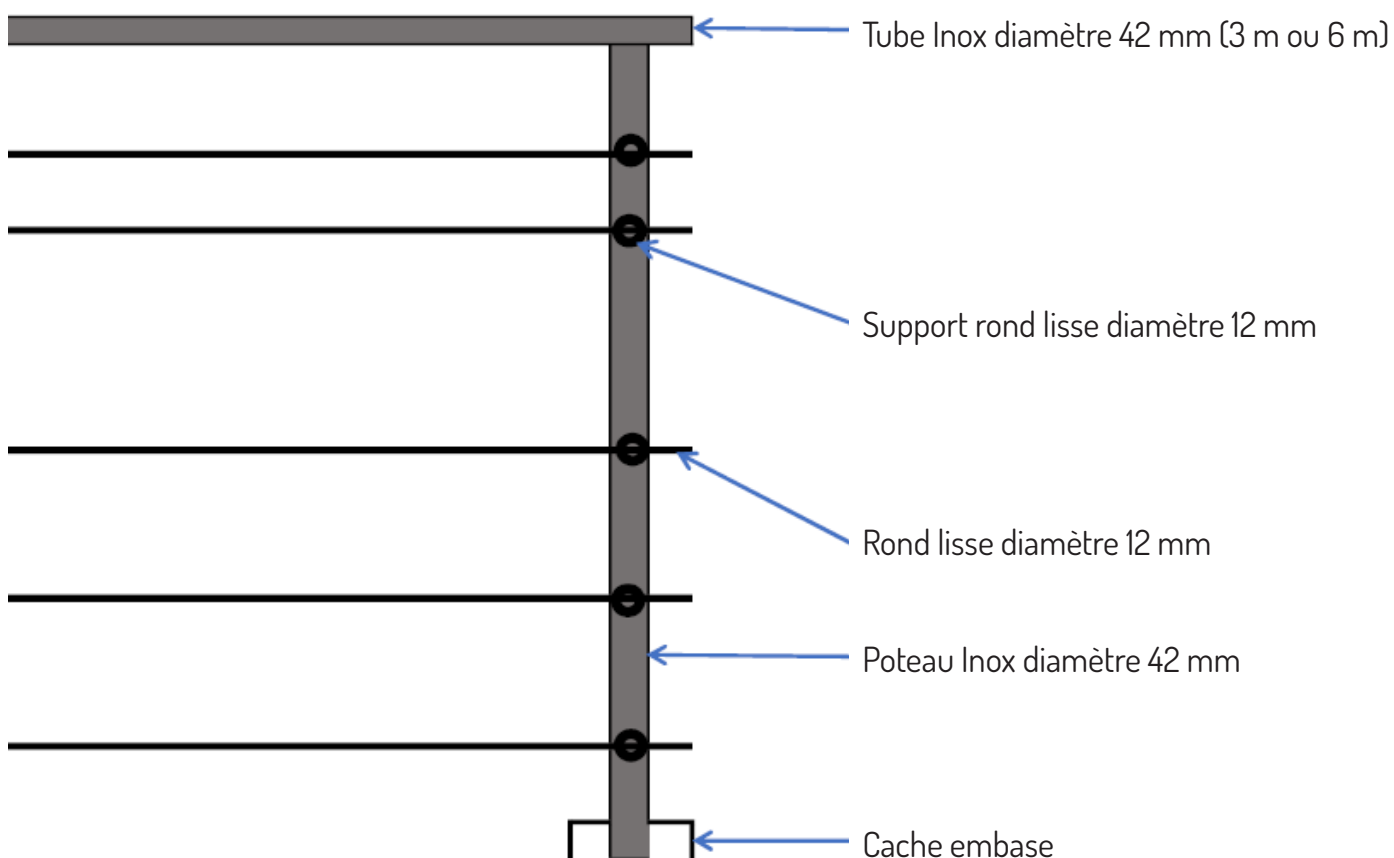 Tube Inox diamètre 42 mm (3 m ou 6 m)
Support rond lisse diamètre 12 mm
Rond lisse diamètre 12 mm
Poteau Inox diamètre 42 mm
Cache embase